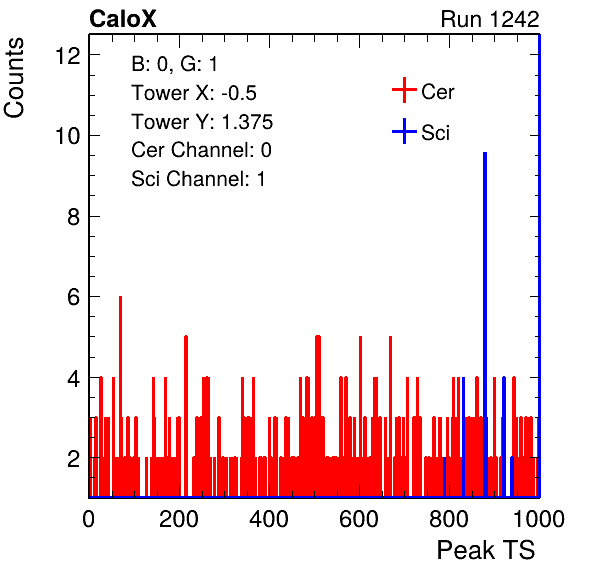 CaloX Run 1242
Counts
B: 0, G: 1
Tower X: -0.5
Tower Y: 1.375
Cer Channel: 0
Sci Channel: 1
Cer
Sci
12
10
8
6
4
2
0 200 400 600 800 1000
Peak TS